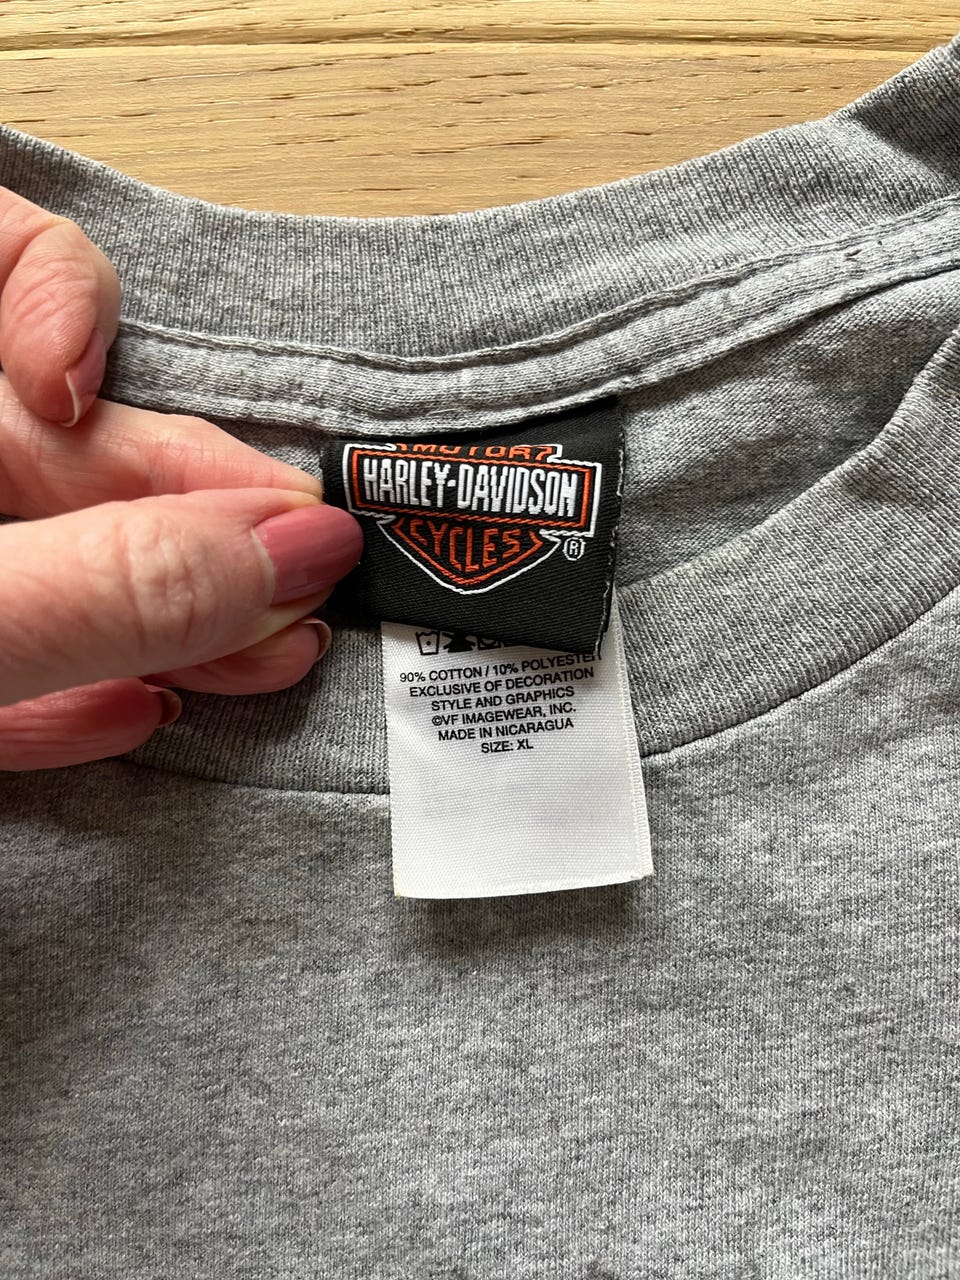 MOTOR
HARLEY-DAVIDSON
CYCLES
®
90% COTTON / 10% POLYESTER
EXCLUSIVE OF DECORATION
STYLE AND GRAPHICS
©VF IMAGEWEAR, INC.
MADE IN NICARAGUA
SIZE: XL